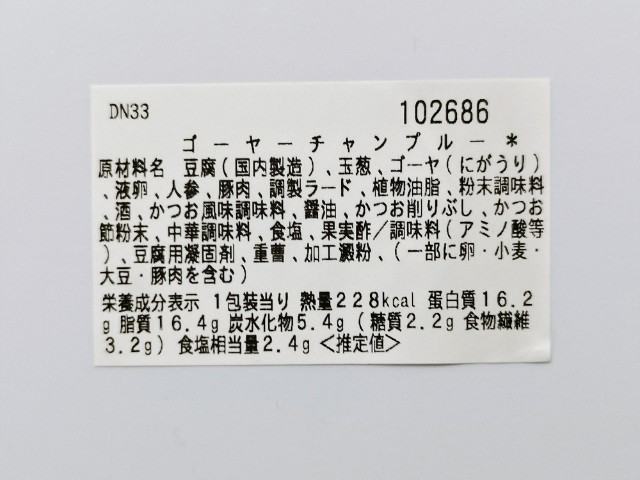 DN33 102686
ゴーヤーチャンプルー*
原材料名 豆腐(国内製造)、玉葱、ゴーヤ(にがうり)
、液卵、人参、豚肉、調製ラード、植物油脂、粉末調味料
、酒、かつお風味調味料、醤油、かつお削りぶし、かつお
節粉末、中華調味料、食塩、果実酢/調味料(アミノ酸等
)、豆腐用凝固剤、重曹、加工澱粉、(一部に卵・小麦・
大豆・豚肉を含む)
栄養成分表示 1包装当り 熱量228kcal 蛋白質16.2
g 脂質16.4g 炭水化物5.4g(糖質2.2g 食物繊維
3.2g) 食塩相当量2.4g <推定値>